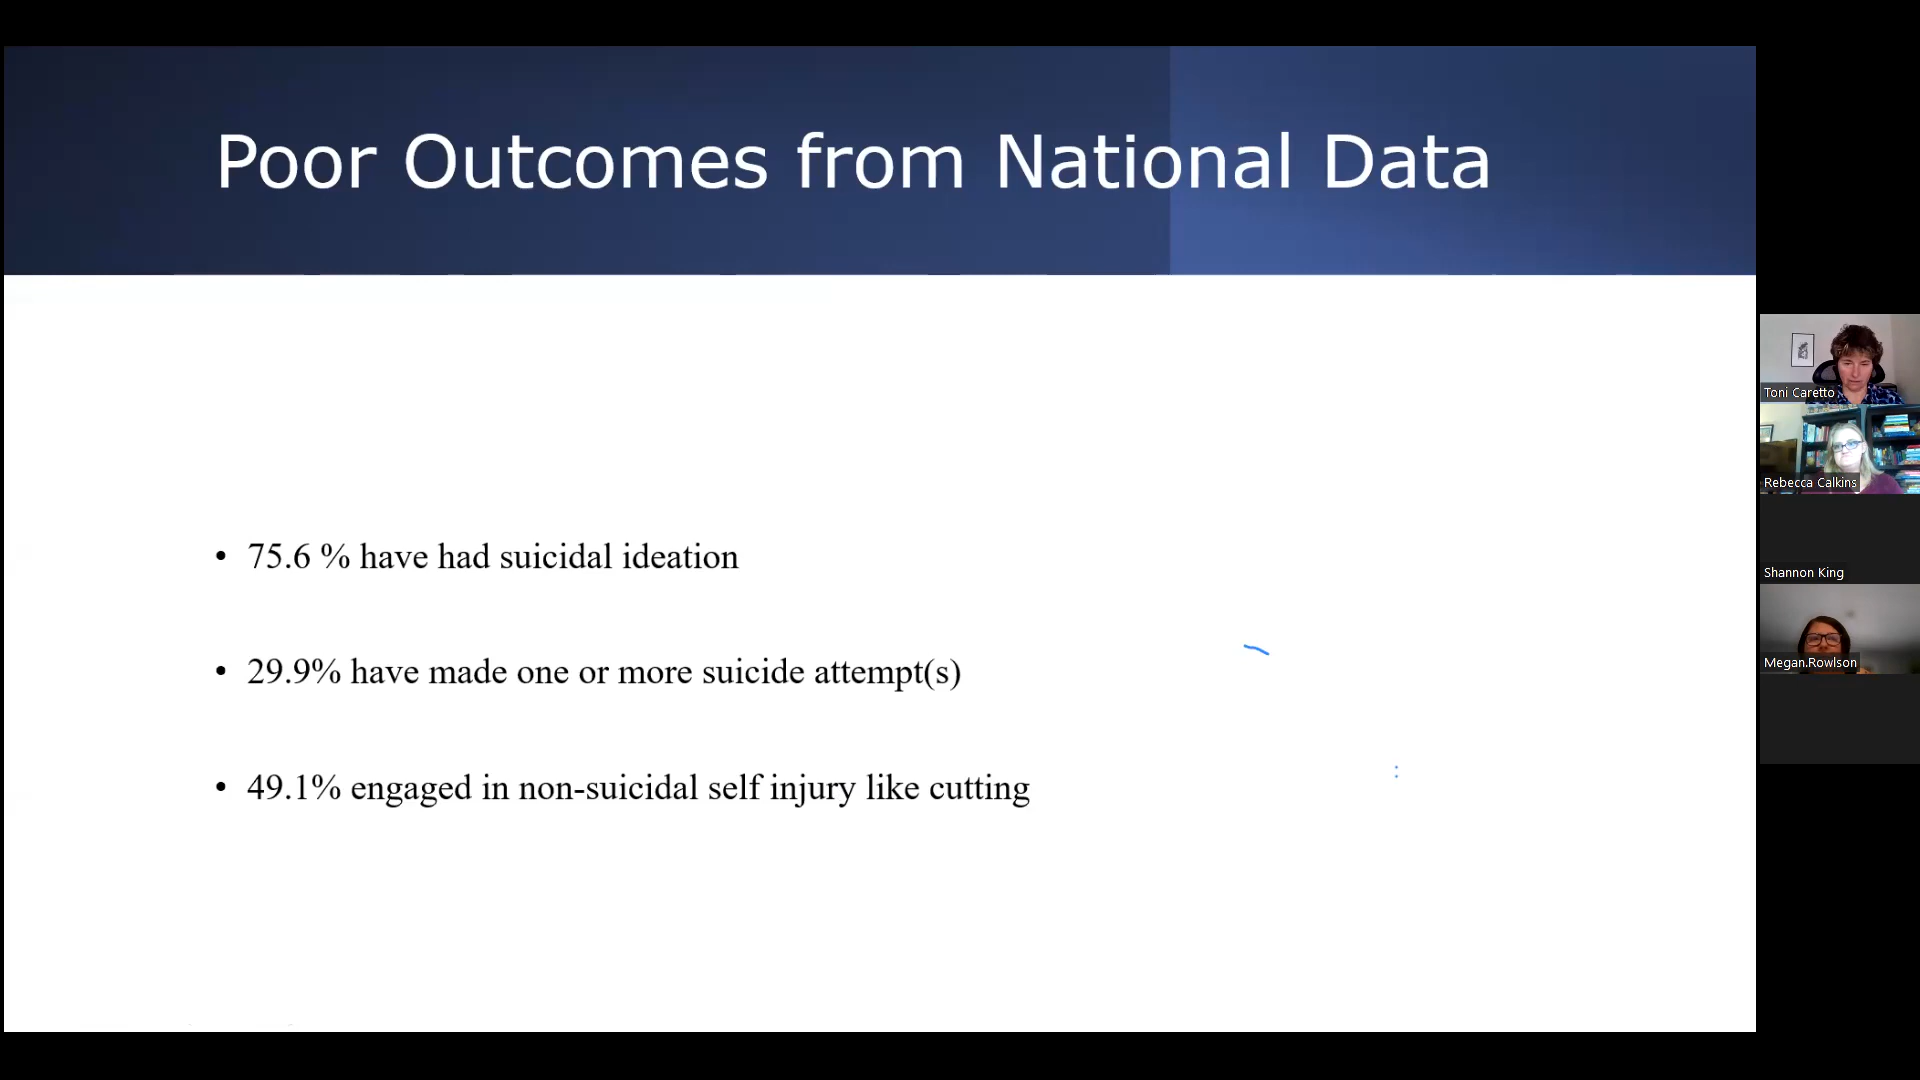 Poor Outcomes from National Data
• 75.6 % have had suicidal ideation
• 29.9% have made one or more suicide attempt(s)
• 49.1% engaged in non-suicidal self injury like cutting
Toni Caretto
Rebecca Calkins
Shannon King
Megan.Rowlson